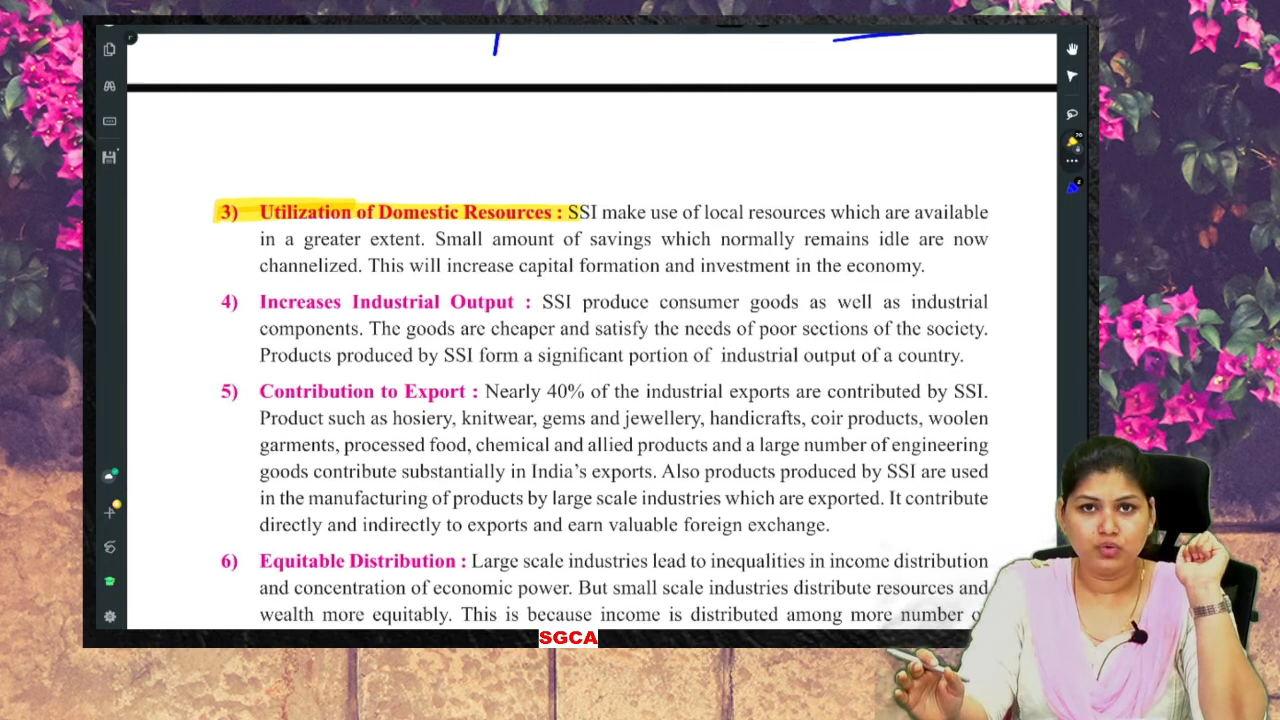 3) Utilization of Domestic Resources : SSI make use of local resources which are available
in a greater extent. Small amount of savings which normally remains idle are now
channelized. This will increase capital formation and investment in the economy.
4) Increases Industrial Output : SSI produce consumer goods as well as industrial
components. The goods are cheaper and satisfy the needs of poor sections of the society.
Products produced by SSI form a significant portion of industrial output of a country.
5) Contribution to Export : Nearly 40% of the industrial exports are contributed by SSI.
Product such as hosiery, knitwear, gems and jewellery, handicrafts, coir products, woolen
garments, processed food, chemical and allied products and a large number of engineering
goods contribute substantially in India's exports. Also products produced by SSI are used
in the manufacturing of products by large scale industries which are exported. It contribute
directly and indirectly to exports and earn valuable foreign exchange.
6) Equitable Distribution : Large scale industries lead to inequalities in income distribution
and concentration of economic power. But small scale industries distribute resources and
wealth more equitably. This is because income is distributed among more number
SGCA